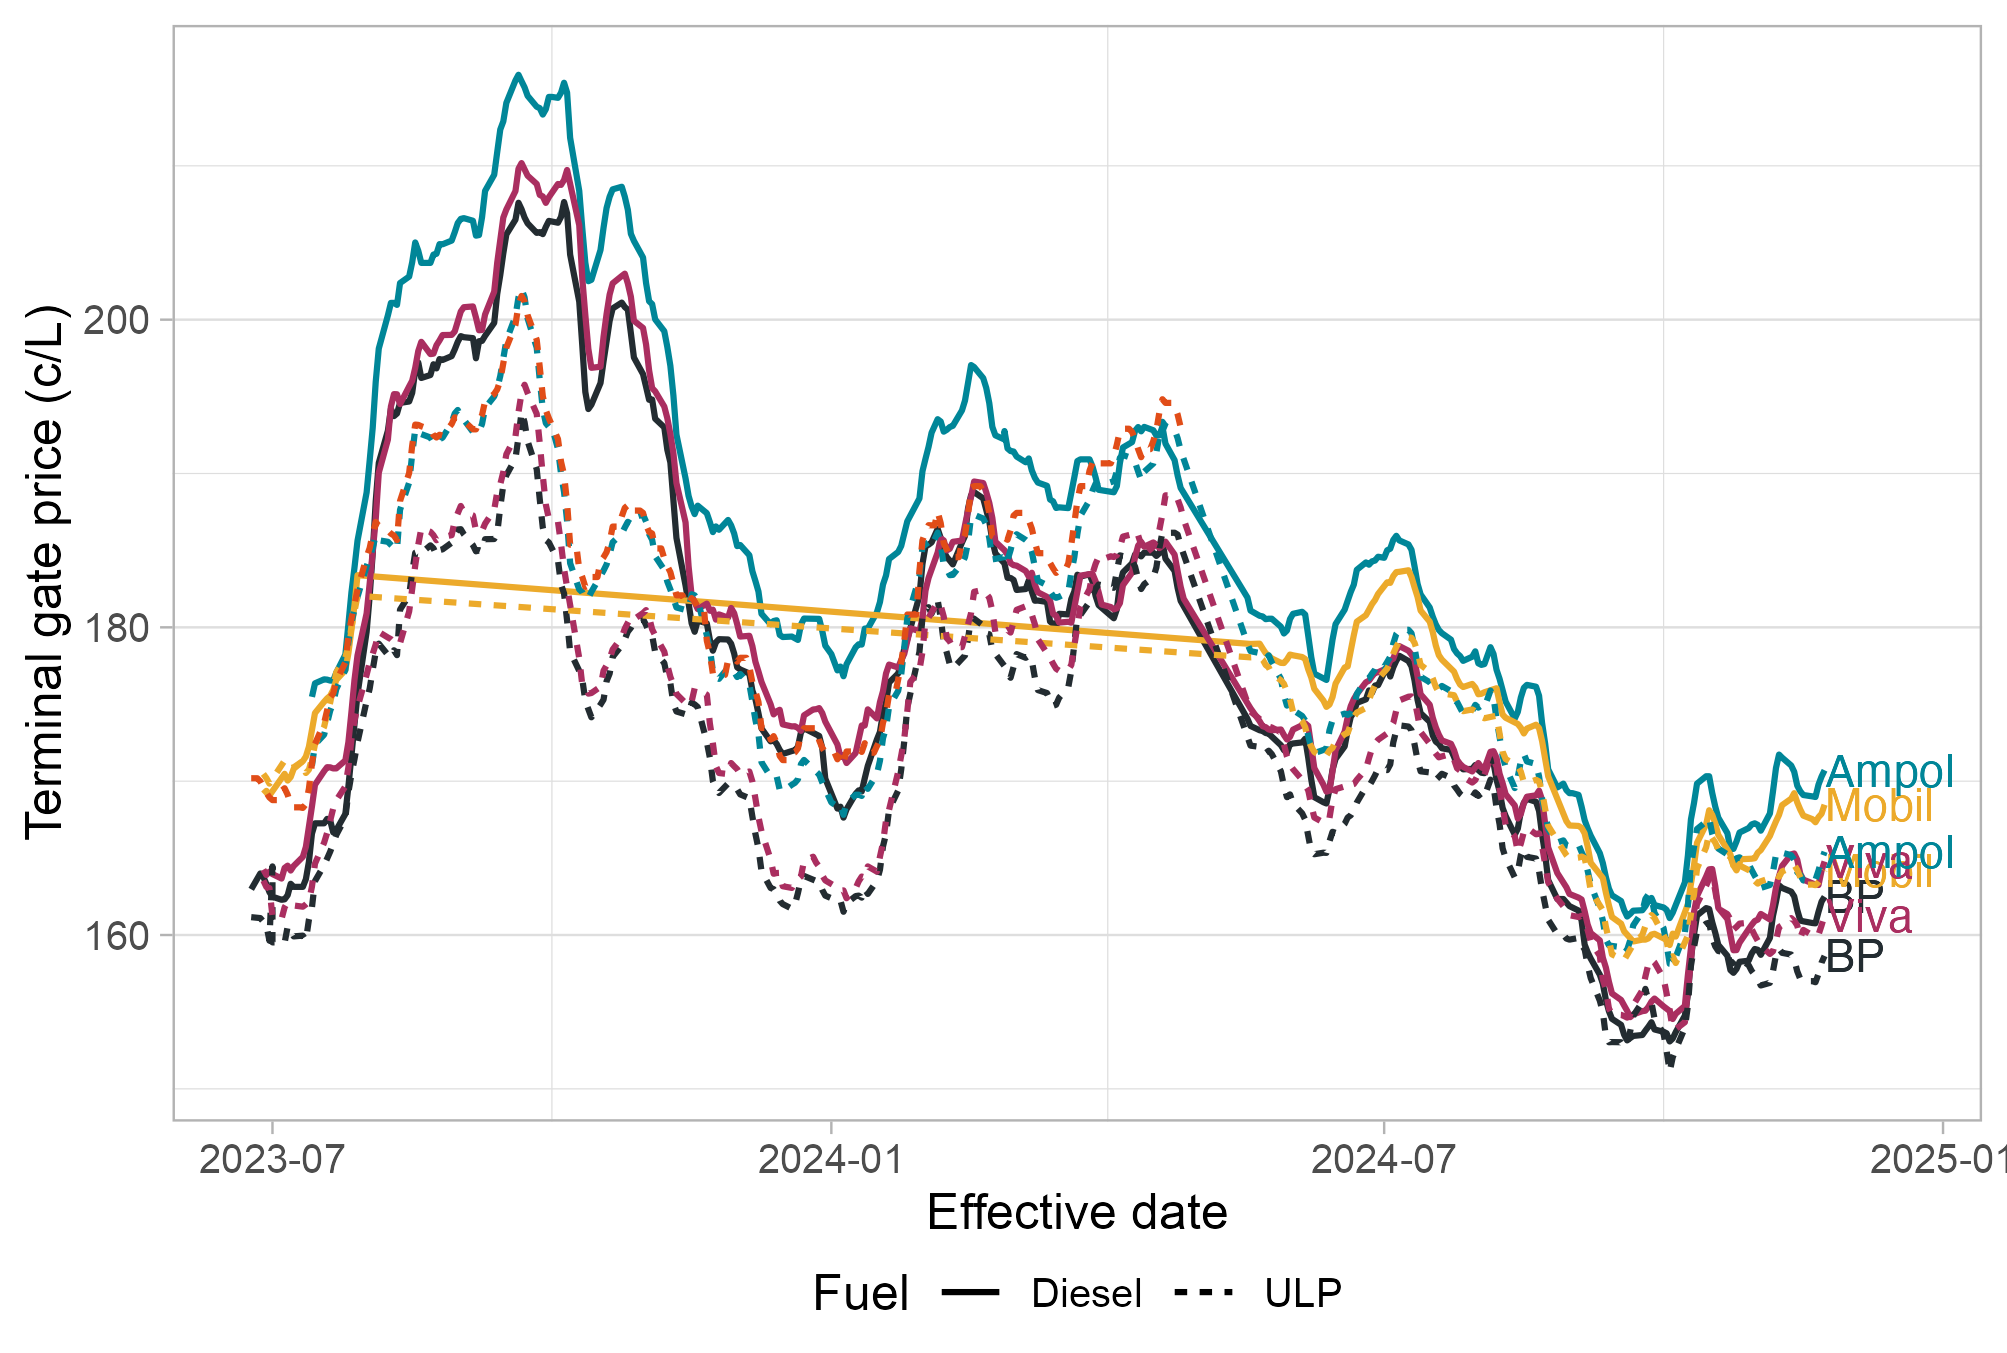 Terminal gate price (c/L)
200
180
160
Ampol
Mobil
Viva
Ampol
Mobil
BP
Viva
BP
2023-07
2024-01
2024-07
2025-01
Effective date
Fuel
Diesel
ULP